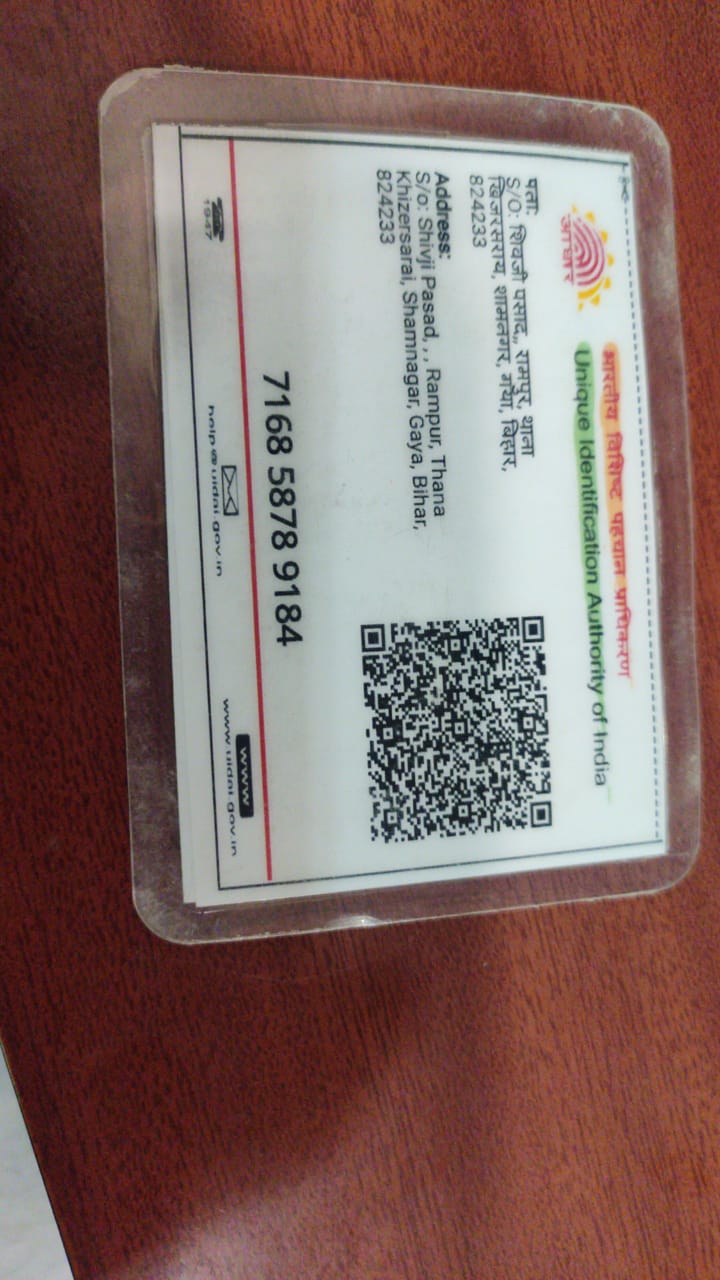 भारतीय विशिष्ट पहचान प्राधिकरण
Unique Identification Authority of India
आधार
पता:
S/O: शिवजी पसाद,, रामपुर, थाना
खिजरसराय, शामनगर, गया, बिहार,
824233
Address:
S/o: Shivji Pasad, , , Rampur, Thana
Khizersarai, Shamnagar, Gaya, Bihar,
824233
7168 5878 9184
1947
help@uidai.gov.in
www
www.uidai.gov.in